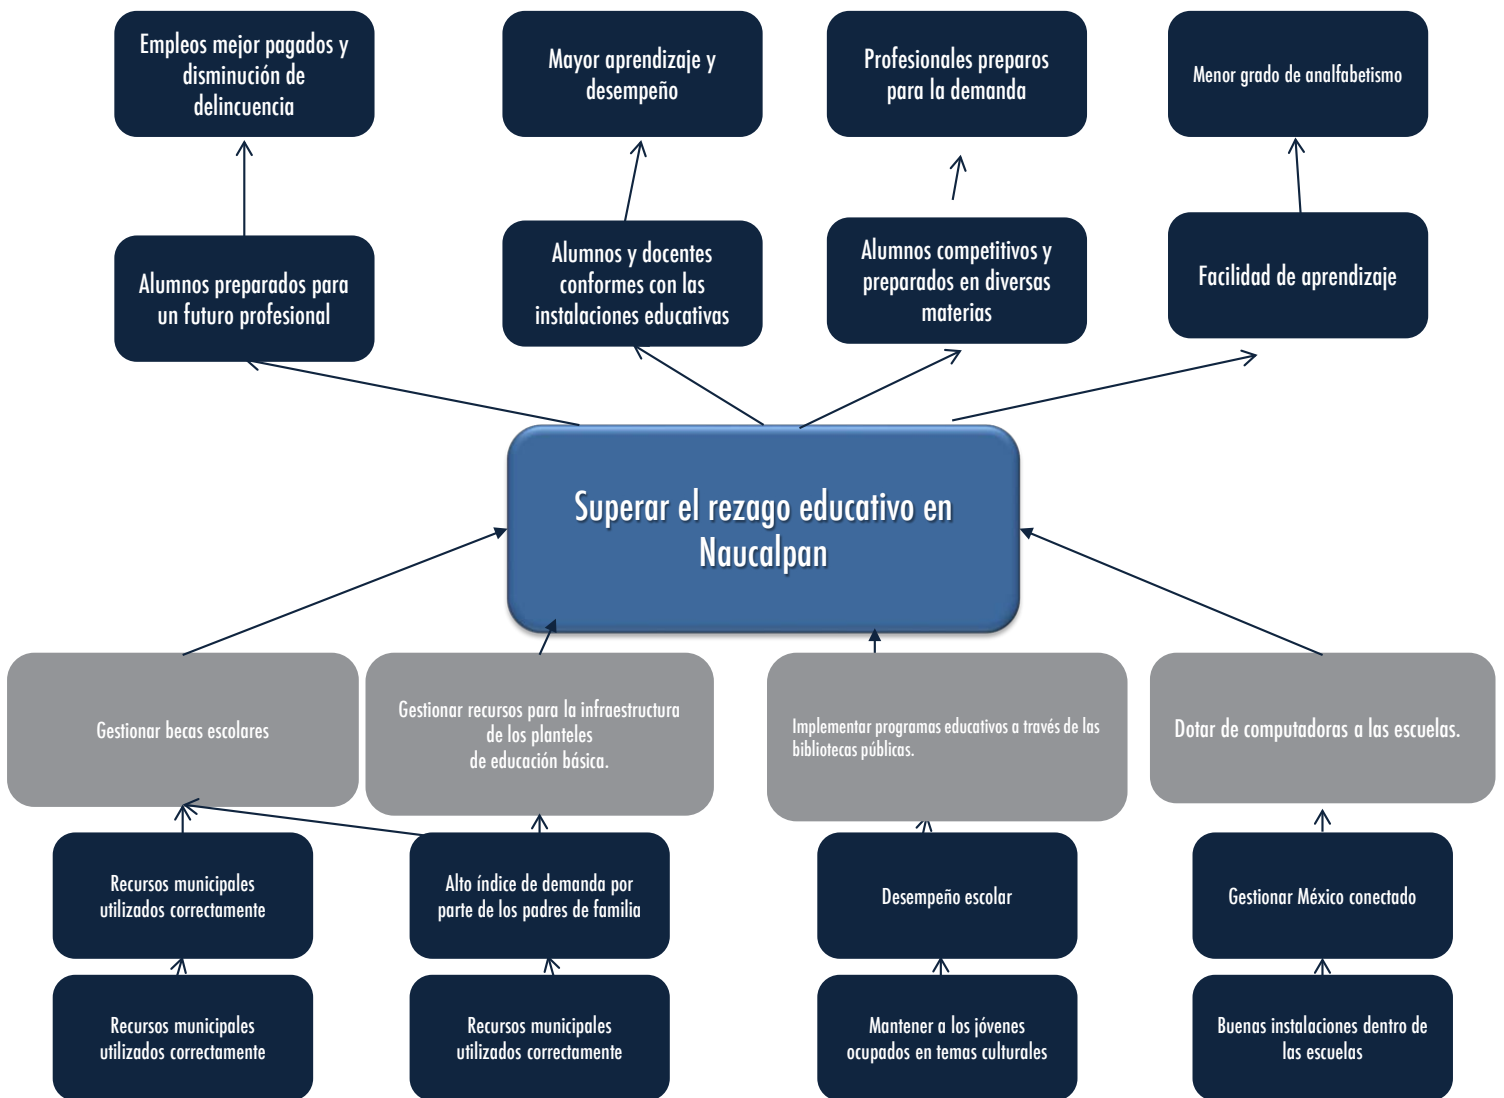 Empleos mejor pagados y
disminución de
delincuencia
Mayor aprendizaje y
desempeño
Profesionales preparos
para la demanda
Menor grado de analfabetismo
Alumnos preparados para
un futuro profesional
Alumnos y docentes
conformes con las
instalaciones educativas
Alumnos competitivos y
preparados en diversas
materias
Facilidad de aprendizaje
Superar el rezago educativo en
Naucalpan
Gestionar becas escolares
Gestionar recursos para la infraestructura
de los planteles
de educación básica.
Implementar programas educativos a través de las
bibliotecas públicas.
Dotar de computadoras a las escuelas.
Recursos municipales
utilizados correctamente
Alto índice de demanda por
parte de los padres de familia
Desempeño escolar
Gestionar México conectado
Recursos municipales
utilizados correctamente
Recursos municipales
utilizados correctamente
Mantener a los jóvenes
ocupados en temas culturales
Buenas instalaciones dentro de
las escuelas